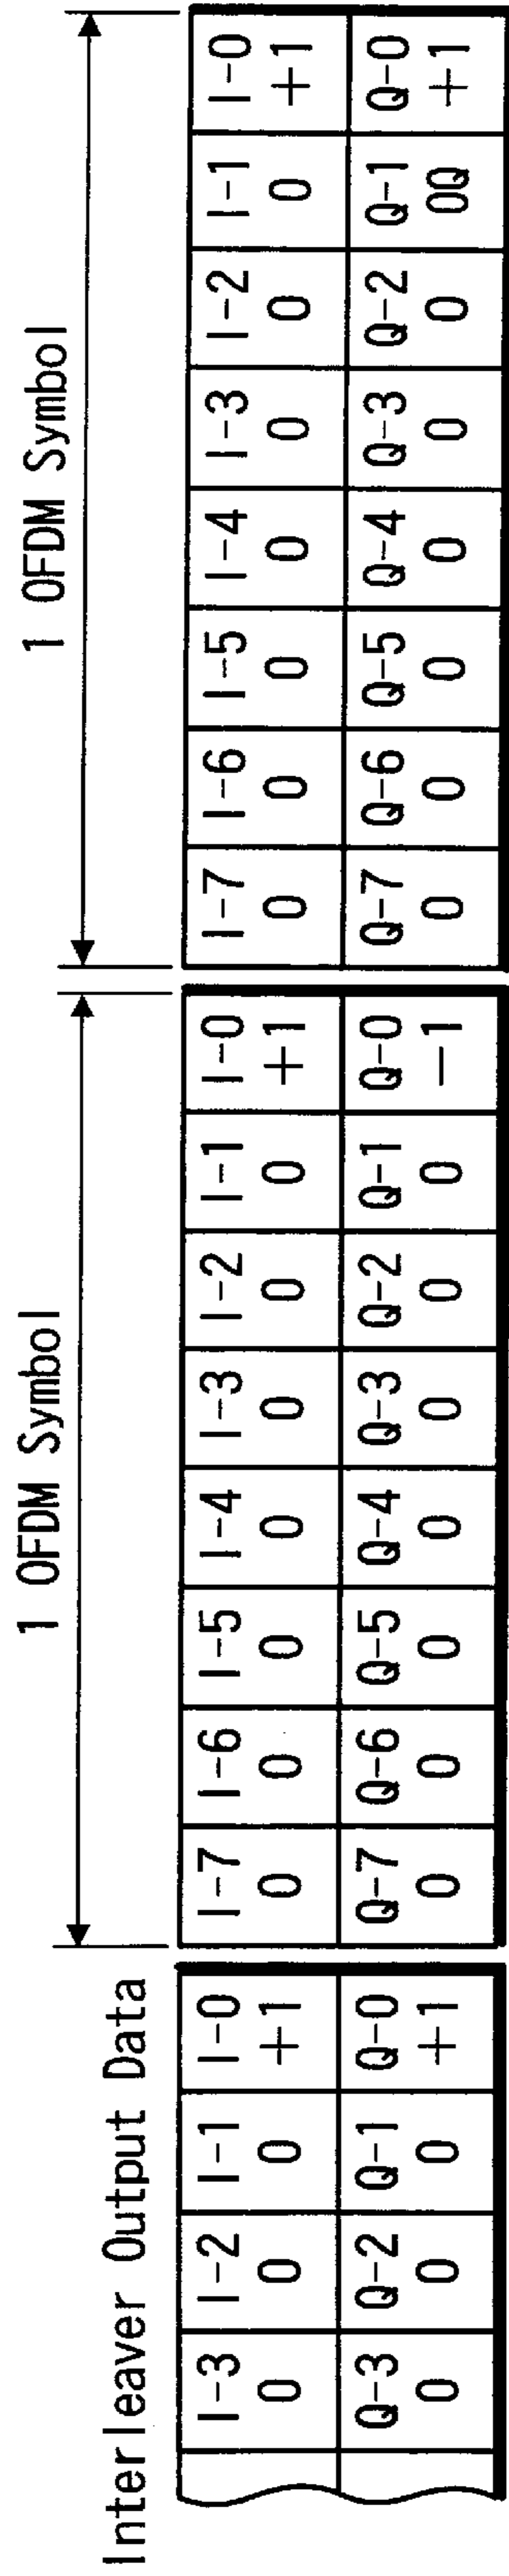 Interleaver Output Data
1 OFDM Symbol
1 OFDM Symbol
I-3 I-2 I-1 I-0
0 0 0 +1
Q-3 Q-2 Q-1 Q-0
0 0 0 +1
I-7 I-6 I-5 I-4 I-3 I-2 I-1 I-0
0 0 0 0 0 0 0 +1
Q-7 Q-6 Q-5 Q-4 Q-3 Q-2 Q-1 Q-0
0 0 0 0 0 0 0 -1
I-7 I-6 I-5 I-4 I-3 I-2 I-1 I-0
0 0 0 0 0 0 0 +1
Q-7 Q-6 Q-5 Q-4 Q-3 Q-2 Q-1 Q-0
0 0 0 0 0 0 0Q +1